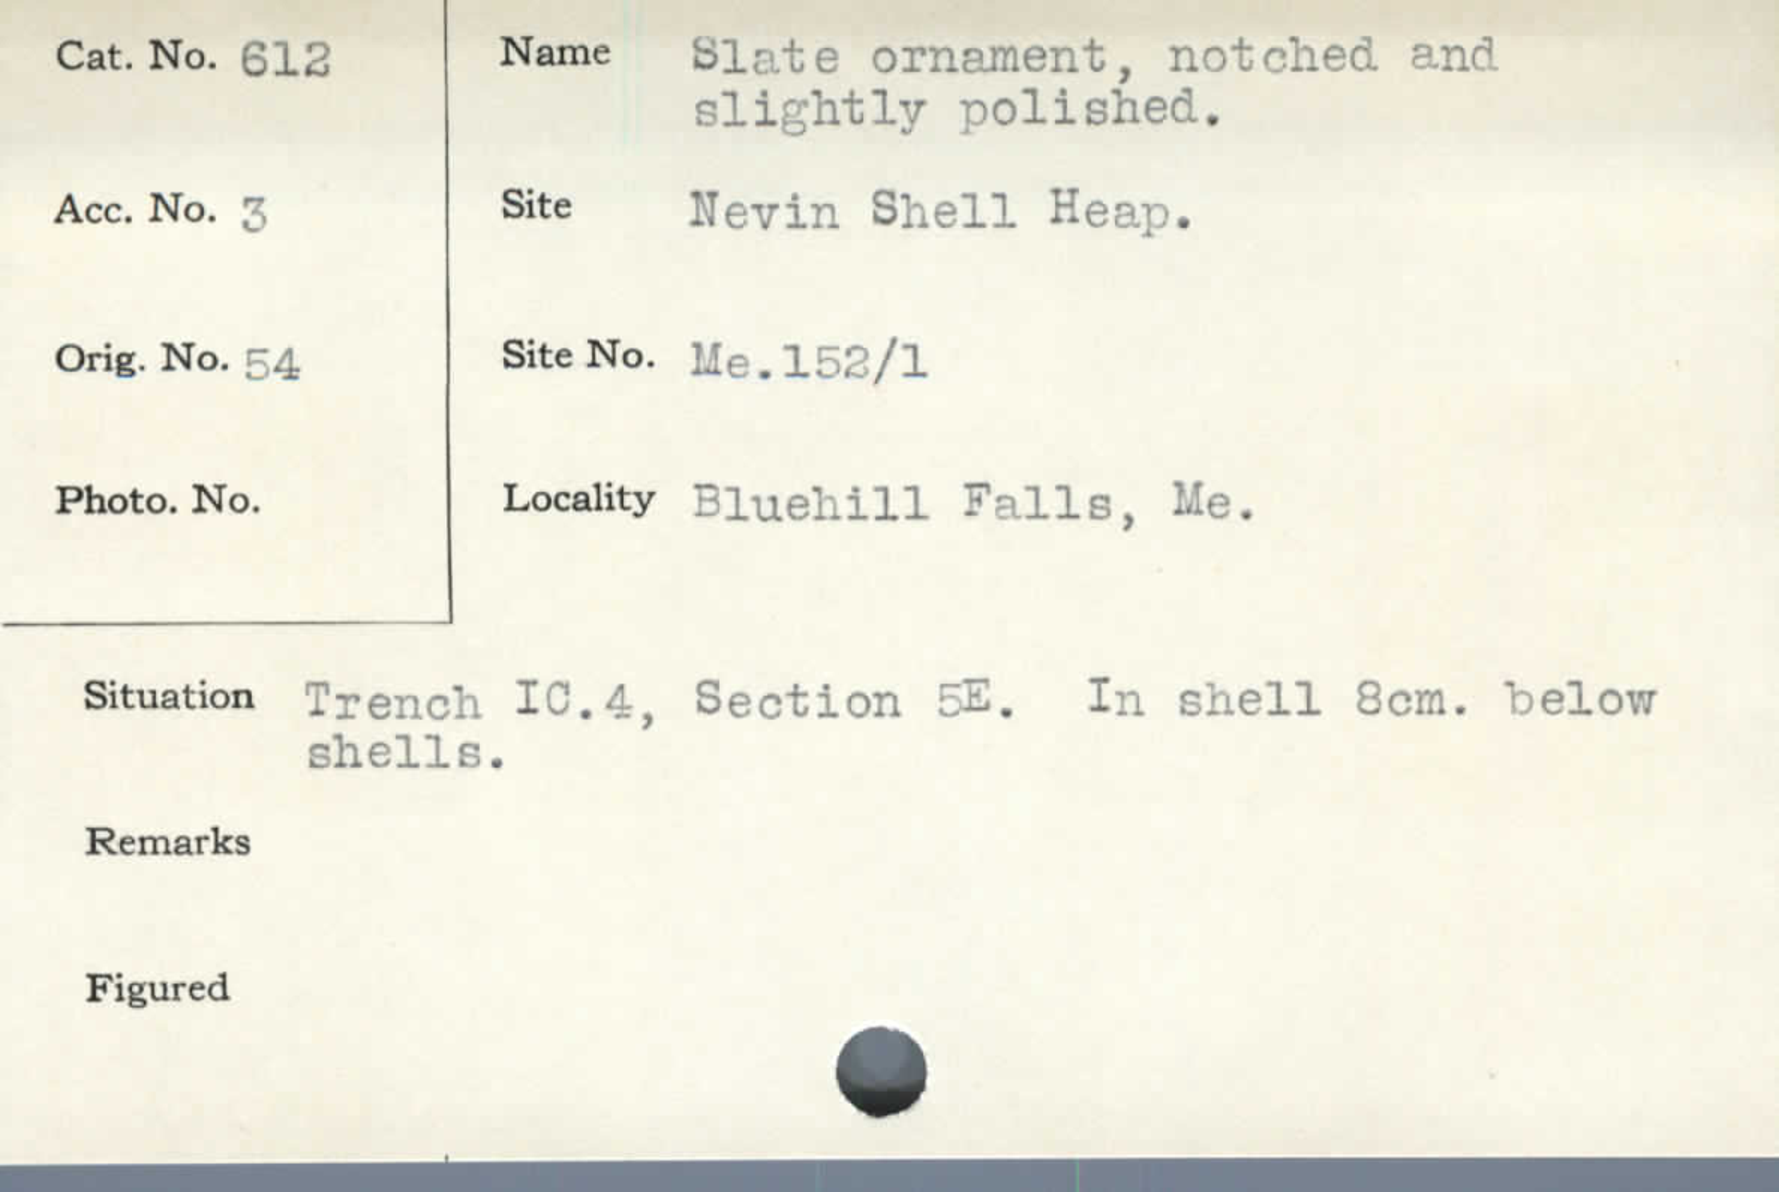 Cat. No. 612
Name Slate ornament, notched and
slightly polished.
Acc. No. 3
Site Nevin Shell Heap.
Orig. No. 54
Site No. Me.152/1
Photo. No.
Locality Bluehill Falls, Me.
Situation Trench IC.4, Section 5E. In shell 8cm. below
shells.
Remarks
Figured